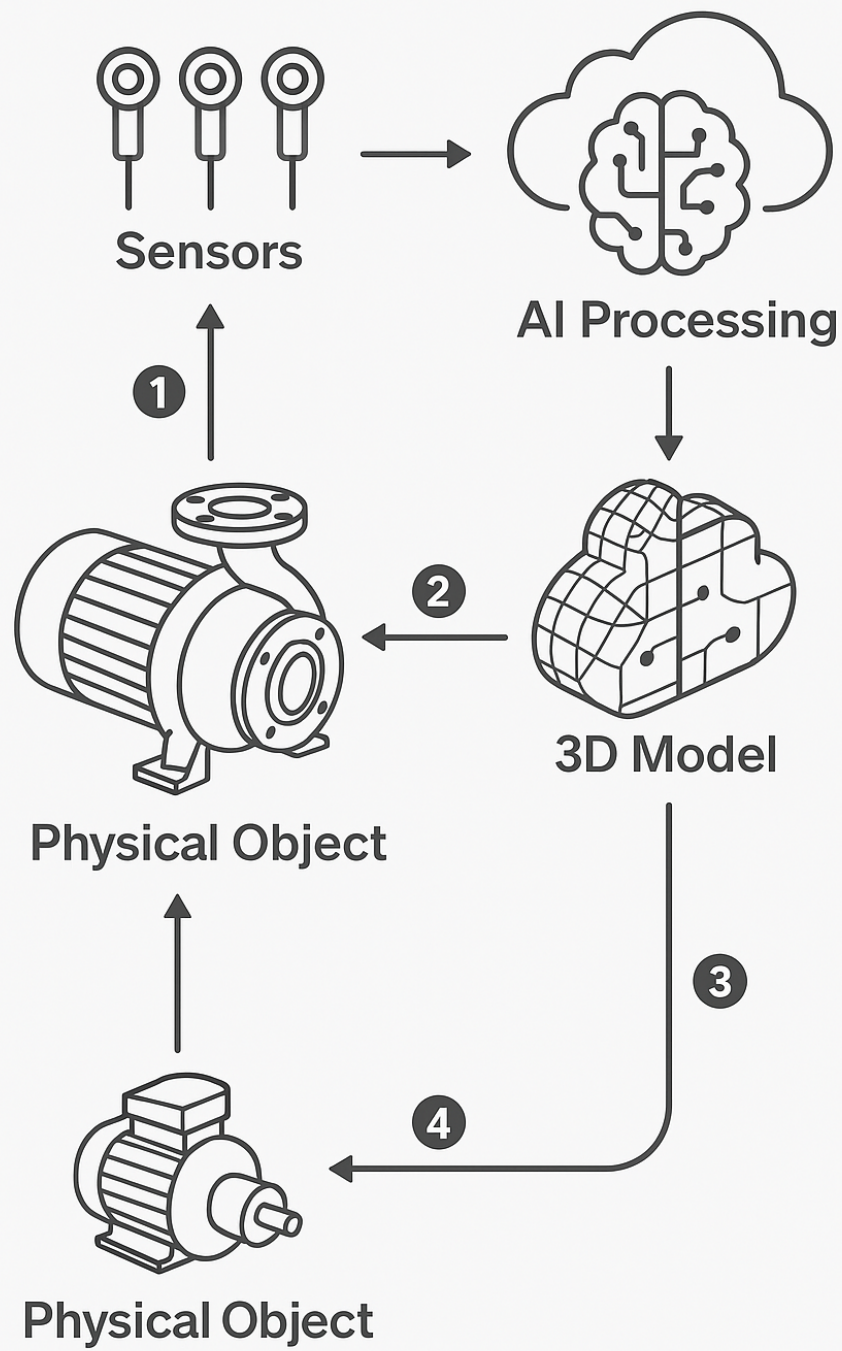 Sensors
AI Processing
1
2
3D Model
Physical Object
3
4
Physical Object